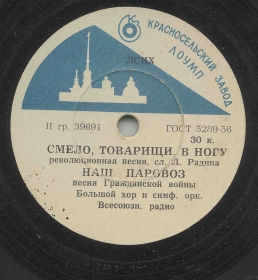 КРАСНОСЕЛЬСКИЙ ЗАВОД
ЛОУМП
ЛСНХ
II гр. 39691
ГОСТ 5289-56
30 к.
СМЕЛО, ТОВАРИЩИ, В НОГУ
революционная песня, сл. Л. Радина
НАШ ПАРОВОЗ
песня Гражданской войны
Большой хор и симф. орк.
Всесоюзн. радио